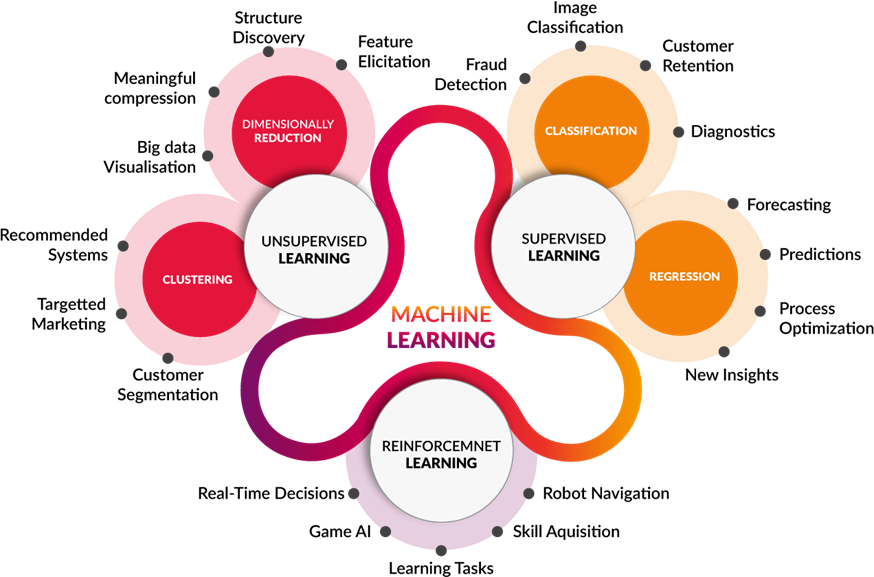 Structure
Discovery
Feature
Elicitation
Meaningful
compression
Big data
Visualisation
DIMENSIONALLY
REDUCTION
Recommended
Systems
Targetted
Marketing
Customer
Segmentation
CLUSTERING
UNSUPERVISED
LEARNING
Image
Classification
Fraud
Detection
Customer
Retention
Diagnostics
CLASSIFICATION
SUPERVISED
LEARNING
Forecasting
Predictions
Process
Optimization
New Insights
REGRESSION
MACHINE
LEARNING
REINFORCEMNET
LEARNING
Real-Time Decisions
Game AI
Learning Tasks
Skill Aquisition
Robot Navigation